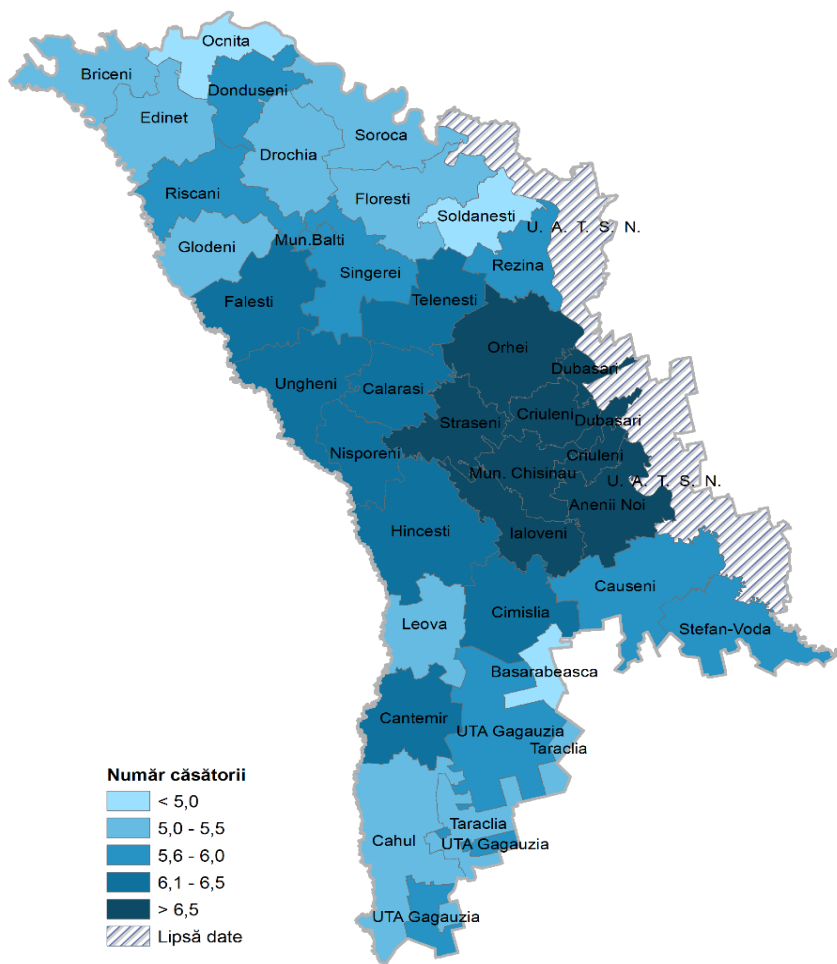 Ocnita
Briceni
Donduseni
Edinet
Soroca
Drochia
Riscani
Floresti
Soldanesti
U. A. T. S. N.
Glodeni
Mun.Balti
Rezina
Singerei
Falesti
Telenesti
Orhei
Dubasari
Ungheni
Calarasi
Criuleni
Straseni
Dubasari
Nisporeni
Criuleni
Mun. Chisinau
U. A. T. S. N.
Anenii Noi
Hincesti
Ialoveni
Causeni
Cimislia
Leova
Stefan-Voda
Basarabeasca
Cantemir
UTA Gagauzia
Taraclia
Număr căsătorii
< 5,0
5,0 - 5,5
5,6 - 6,0
6,1 - 6,5
> 6,5
Lipsă date
Taraclia
Cahul
UTA Gagauzia
UTA Gagauzia